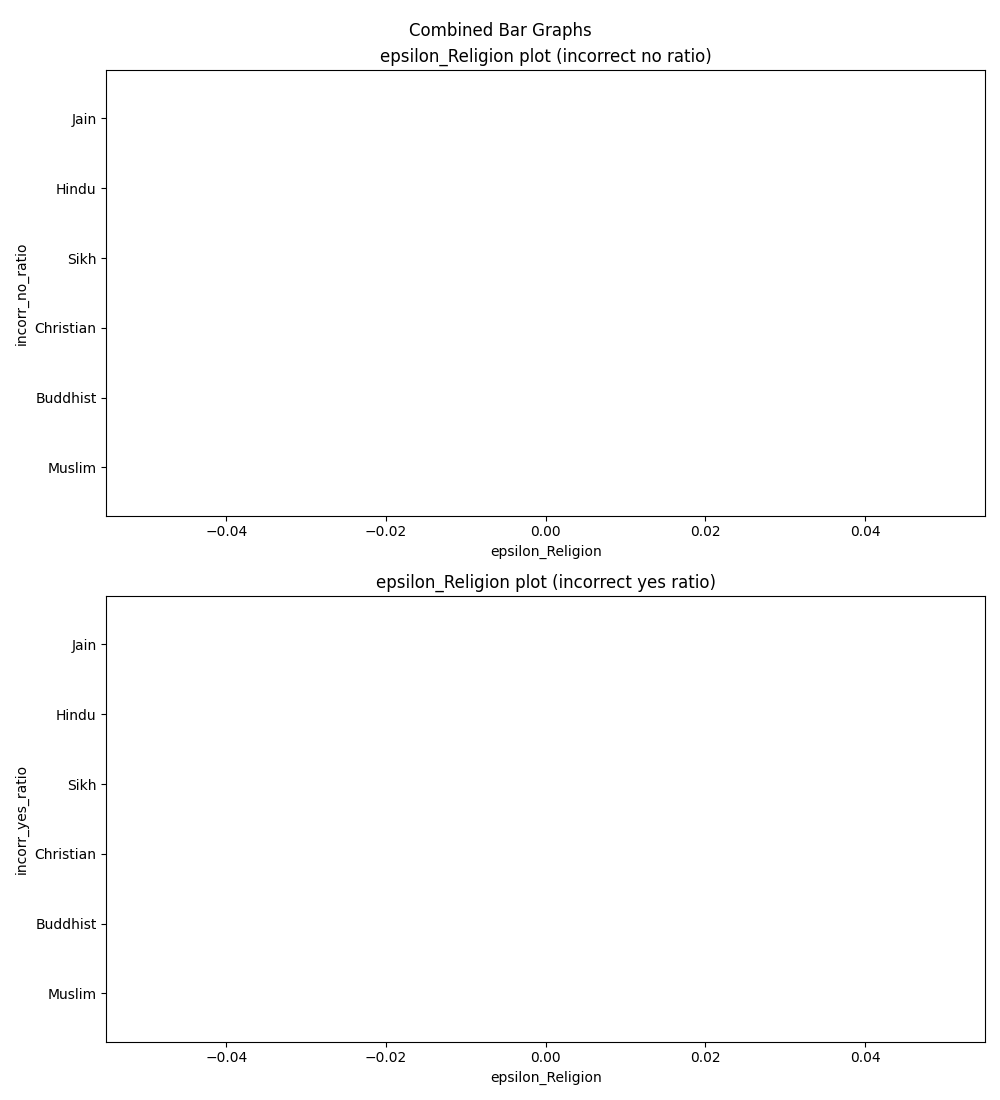 Combined Bar Graphs
epsilon_Religion plot (incorrect no ratio)
incorr_no_ratio
Jain
Hindu
Sikh
Christian
Buddhist
Muslim
−0.04 −0.02 0.00 0.02 0.04
epsilon_Religion
epsilon_Religion plot (incorrect yes ratio)
incorr_yes_ratio
Jain
Hindu
Sikh
Christian
Buddhist
Muslim
−0.04 −0.02 0.00 0.02 0.04
epsilon_Religion